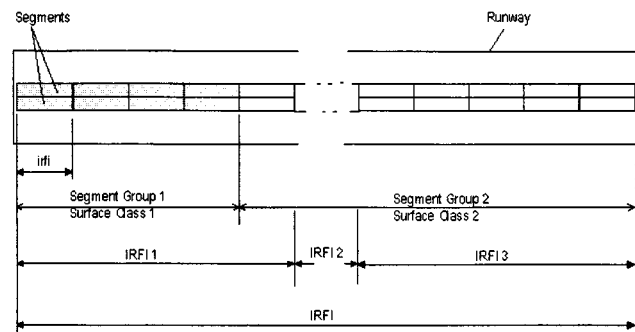 Segments
Runway
irfi
Segment Group 1
Surface Class 1
Segment Group 2
Surface Class 2
IRFI 1
IRFI 2
IRFI 3
IRFI